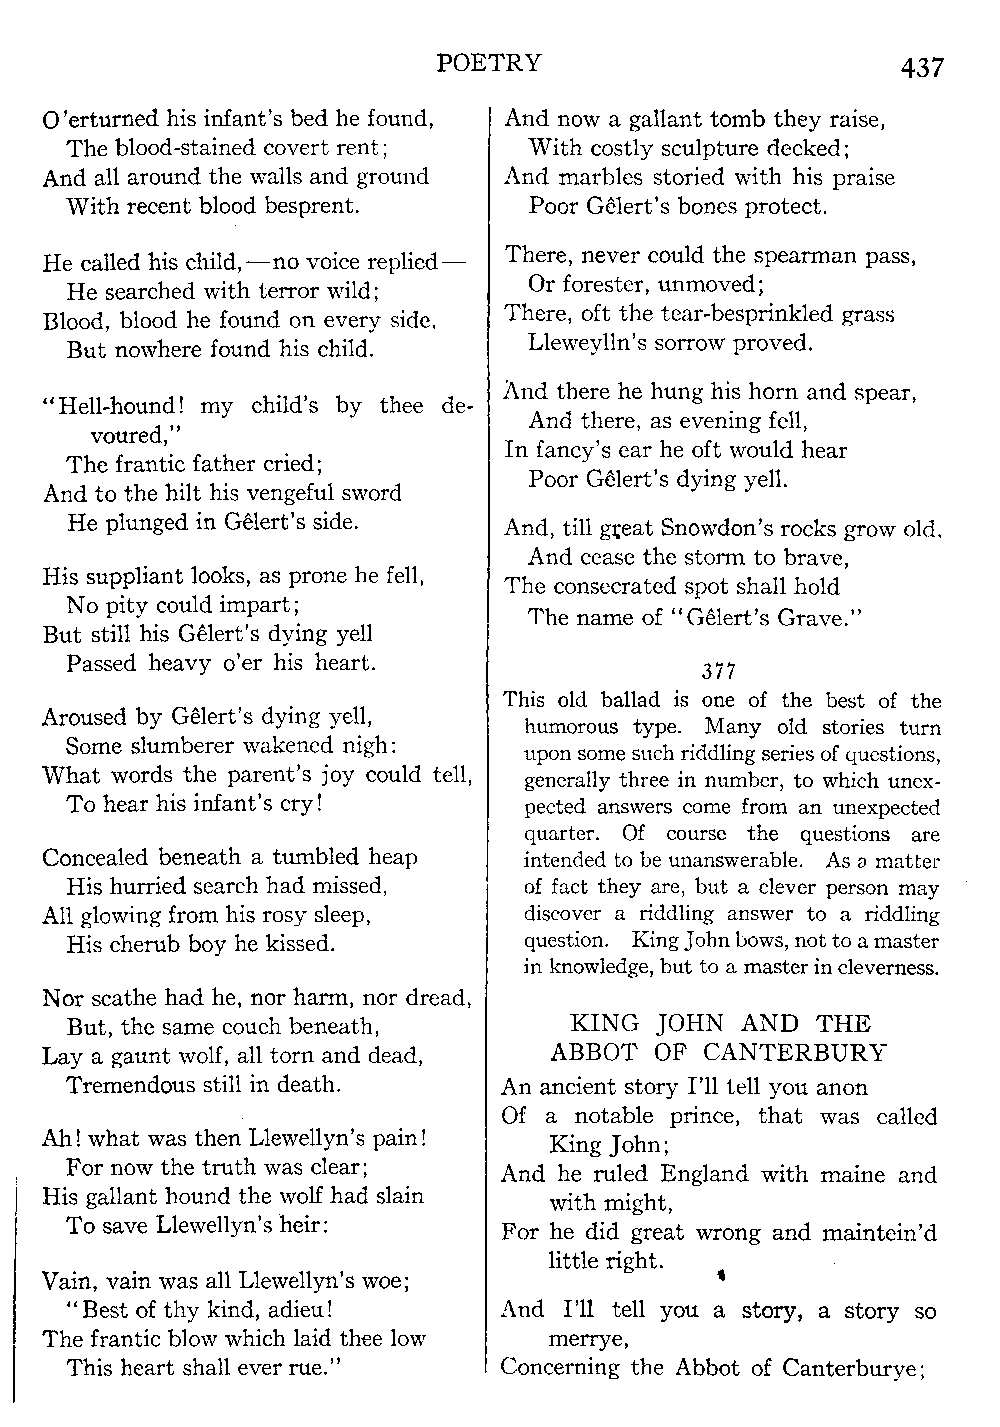 POETRY
437
O'erturned his infant's bed he found,
The blood-stained covert rent;
And all around the walls and ground
With recent blood besprent.
He called his child,—no voice replied—
He searched with terror wild;
Blood, blood he found on every side,
But nowhere found his child.
"Hell-hound! my child's by thee de-
voured,"
The frantic father cried;
And to the hilt his vengeful sword
He plunged in Gêlert's side.
His suppliant looks, as prone he fell,
No pity could impart;
But still his Gêlert's dying yell
Passed heavy o'er his heart.
Aroused by Gêlert's dying yell,
Some slumberer wakened nigh:
What words the parent's joy could tell,
To hear his infant's cry!
Concealed beneath a tumbled heap
His hurried search had missed,
All glowing from his rosy sleep,
His cherub boy he kissed.
Nor scathe had he, nor harm, nor dread,
But, the same couch beneath,
Lay a gaunt wolf, all torn and dead,
Tremendous still in death.
Ah! what was then Llewellyn's pain!
For now the truth was clear;
His gallant hound the wolf had slain
To save Llewellyn's heir:
Vain, vain was all Llewellyn's woe;
"Best of thy kind, adieu!
The frantic blow which laid thee low
This heart shall ever rue."
And now a gallant tomb they raise,
With costly sculpture decked;
And marbles storied with his praise
Poor Gêlert's bones protect.
There, never could the spearman pass,
Or forester, unmoved;
There, oft the tear-besprinkled grass
Lleweylln's sorrow proved.
And there he hung his horn and spear,
And there, as evening fell,
In fancy's ear he oft would hear
Poor Gêlert's dying yell.
And, till great Snowdon's rocks grow old,
And cease the storm to brave,
The consecrated spot shall hold
The name of "Gêlert's Grave."
377
This old ballad is one of the best of the
humorous type. Many old stories turn
upon some such riddling series of questions,
generally three in number, to which unex-
pected answers come from an unexpected
quarter. Of course the questions are
intended to be unanswerable. As a matter
of fact they are, but a clever person may
discover a riddling answer to a riddling
question. King John bows, not to a master
in knowledge, but to a master in cleverness.
KING JOHN AND THE
ABBOT OF CANTERBURY
An ancient story I'll tell you anon
Of a notable prince, that was called
King John;
And he ruled England with maine and
with might,
For he did great wrong and maintein'd
little right.
And I'll tell you a story, a story so
merrye,
Concerning the Abbot of Canterburye;